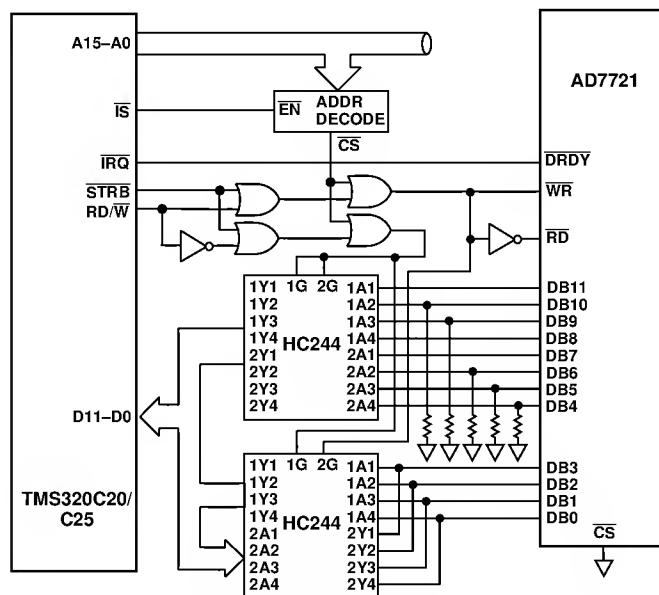 A15–A0
AD7721
IS
EN
ADDR
DECODE
CS
IRQ
DRDY
STRB
WR
RD/W
RD
1Y1 1G 2G 1A1 DB11
1Y2 1A2 DB10
1Y3 1A3 DB9
1Y4 HC244 1A4 DB8
2Y1 2A1 DB7
2Y2 2A2 DB6
2Y3 2A3 DB5
2Y4 2A4 DB4
D11–D0
1Y1 1G 2G 1A1 DB3
1Y2 1A2 DB2
1Y3 1A3 DB1
1Y4 HC244 1A4 DB0
2A1 2Y1
2A2 2Y2
2A3 2Y3
2A4 2Y4
TMS320C20/
C25
CS